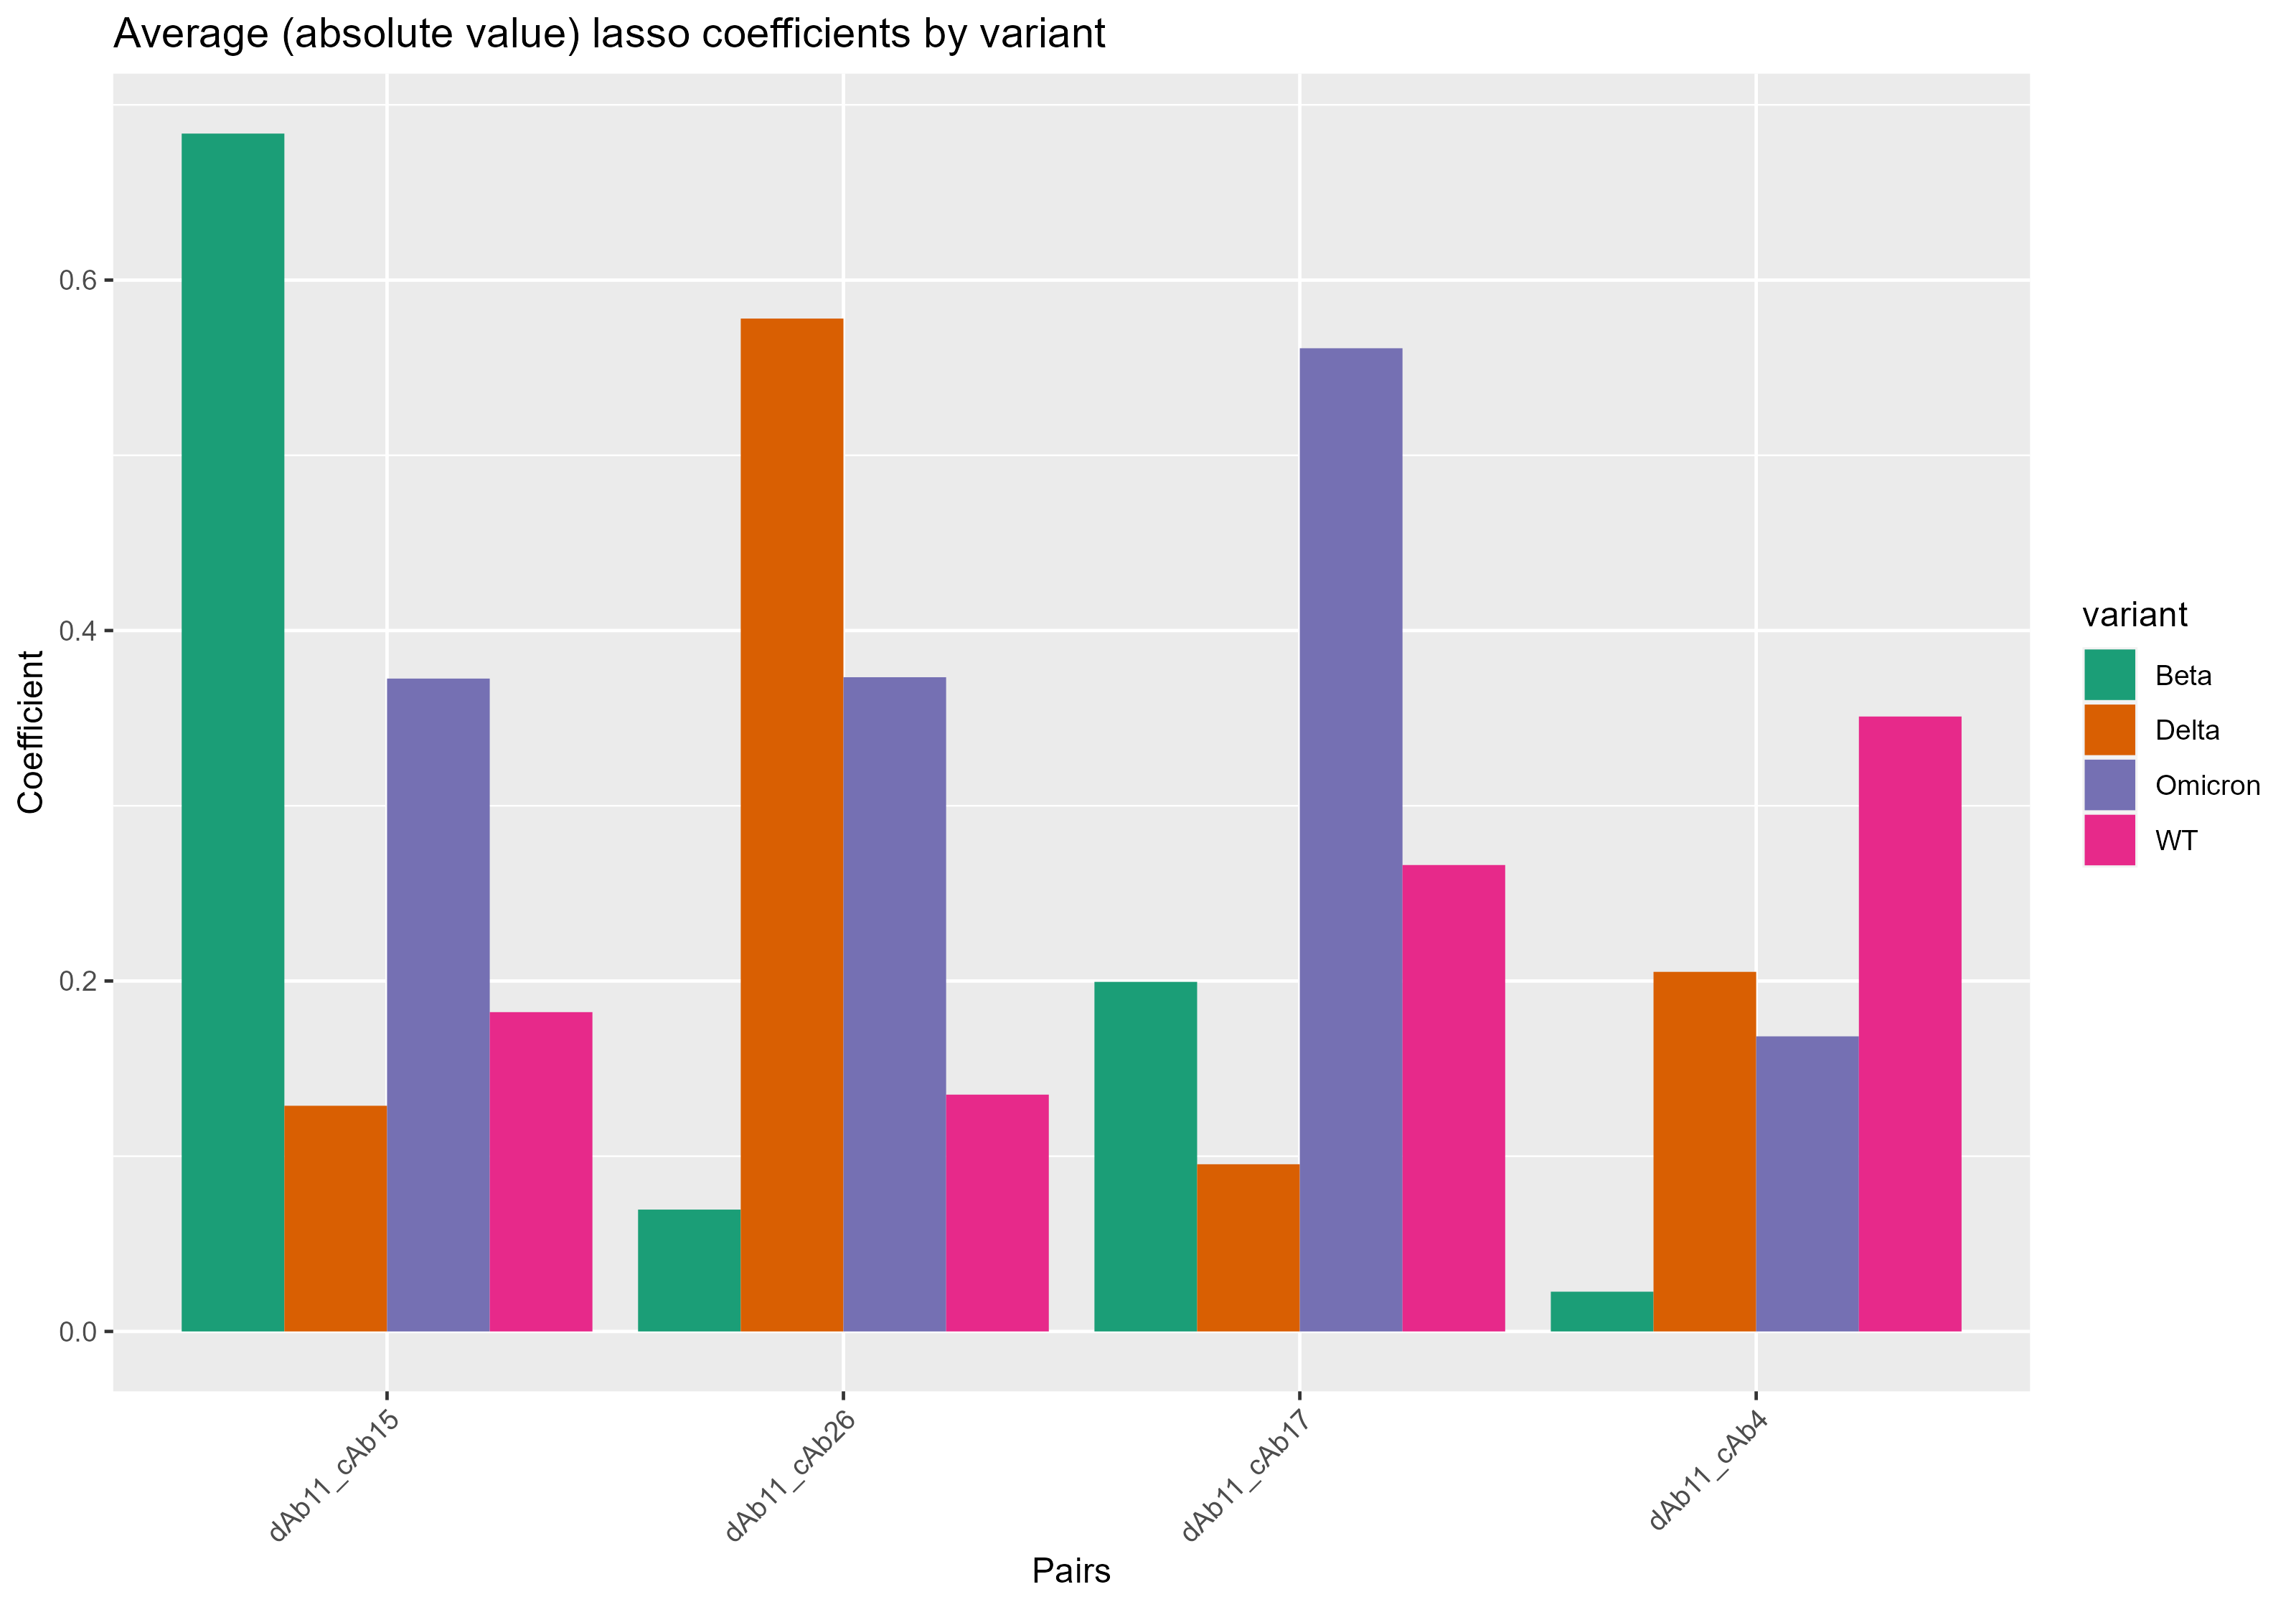 Average (absolute value) lasso coefficients by variant
Coefficient
0.6
0.4
0.2
0.0
dAb11_cAb15
dAb11_cAb26
dAb11_cAb17
dAb11_cAb4
Pairs
variant
Beta
Delta
Omicron
WT